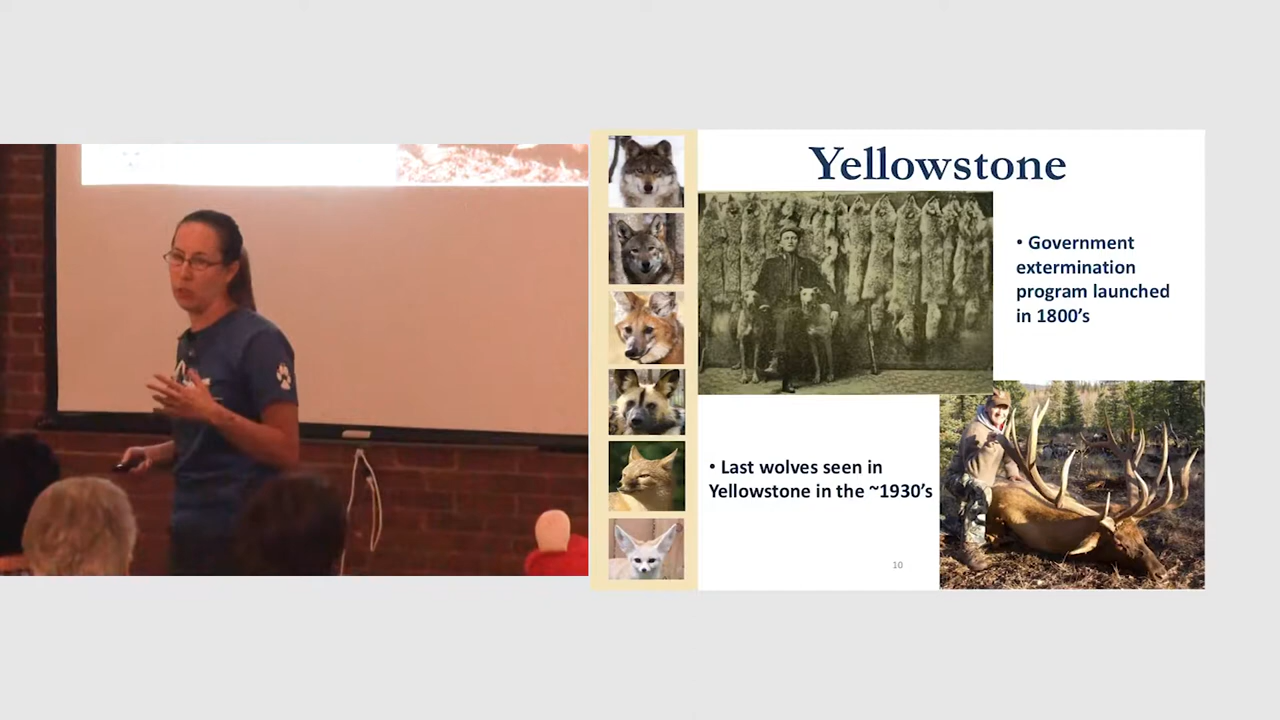 Yellowstone
• Government
extermination
program launched
in 1800’s
• Last wolves seen in
Yellowstone in the ~1930’s
10